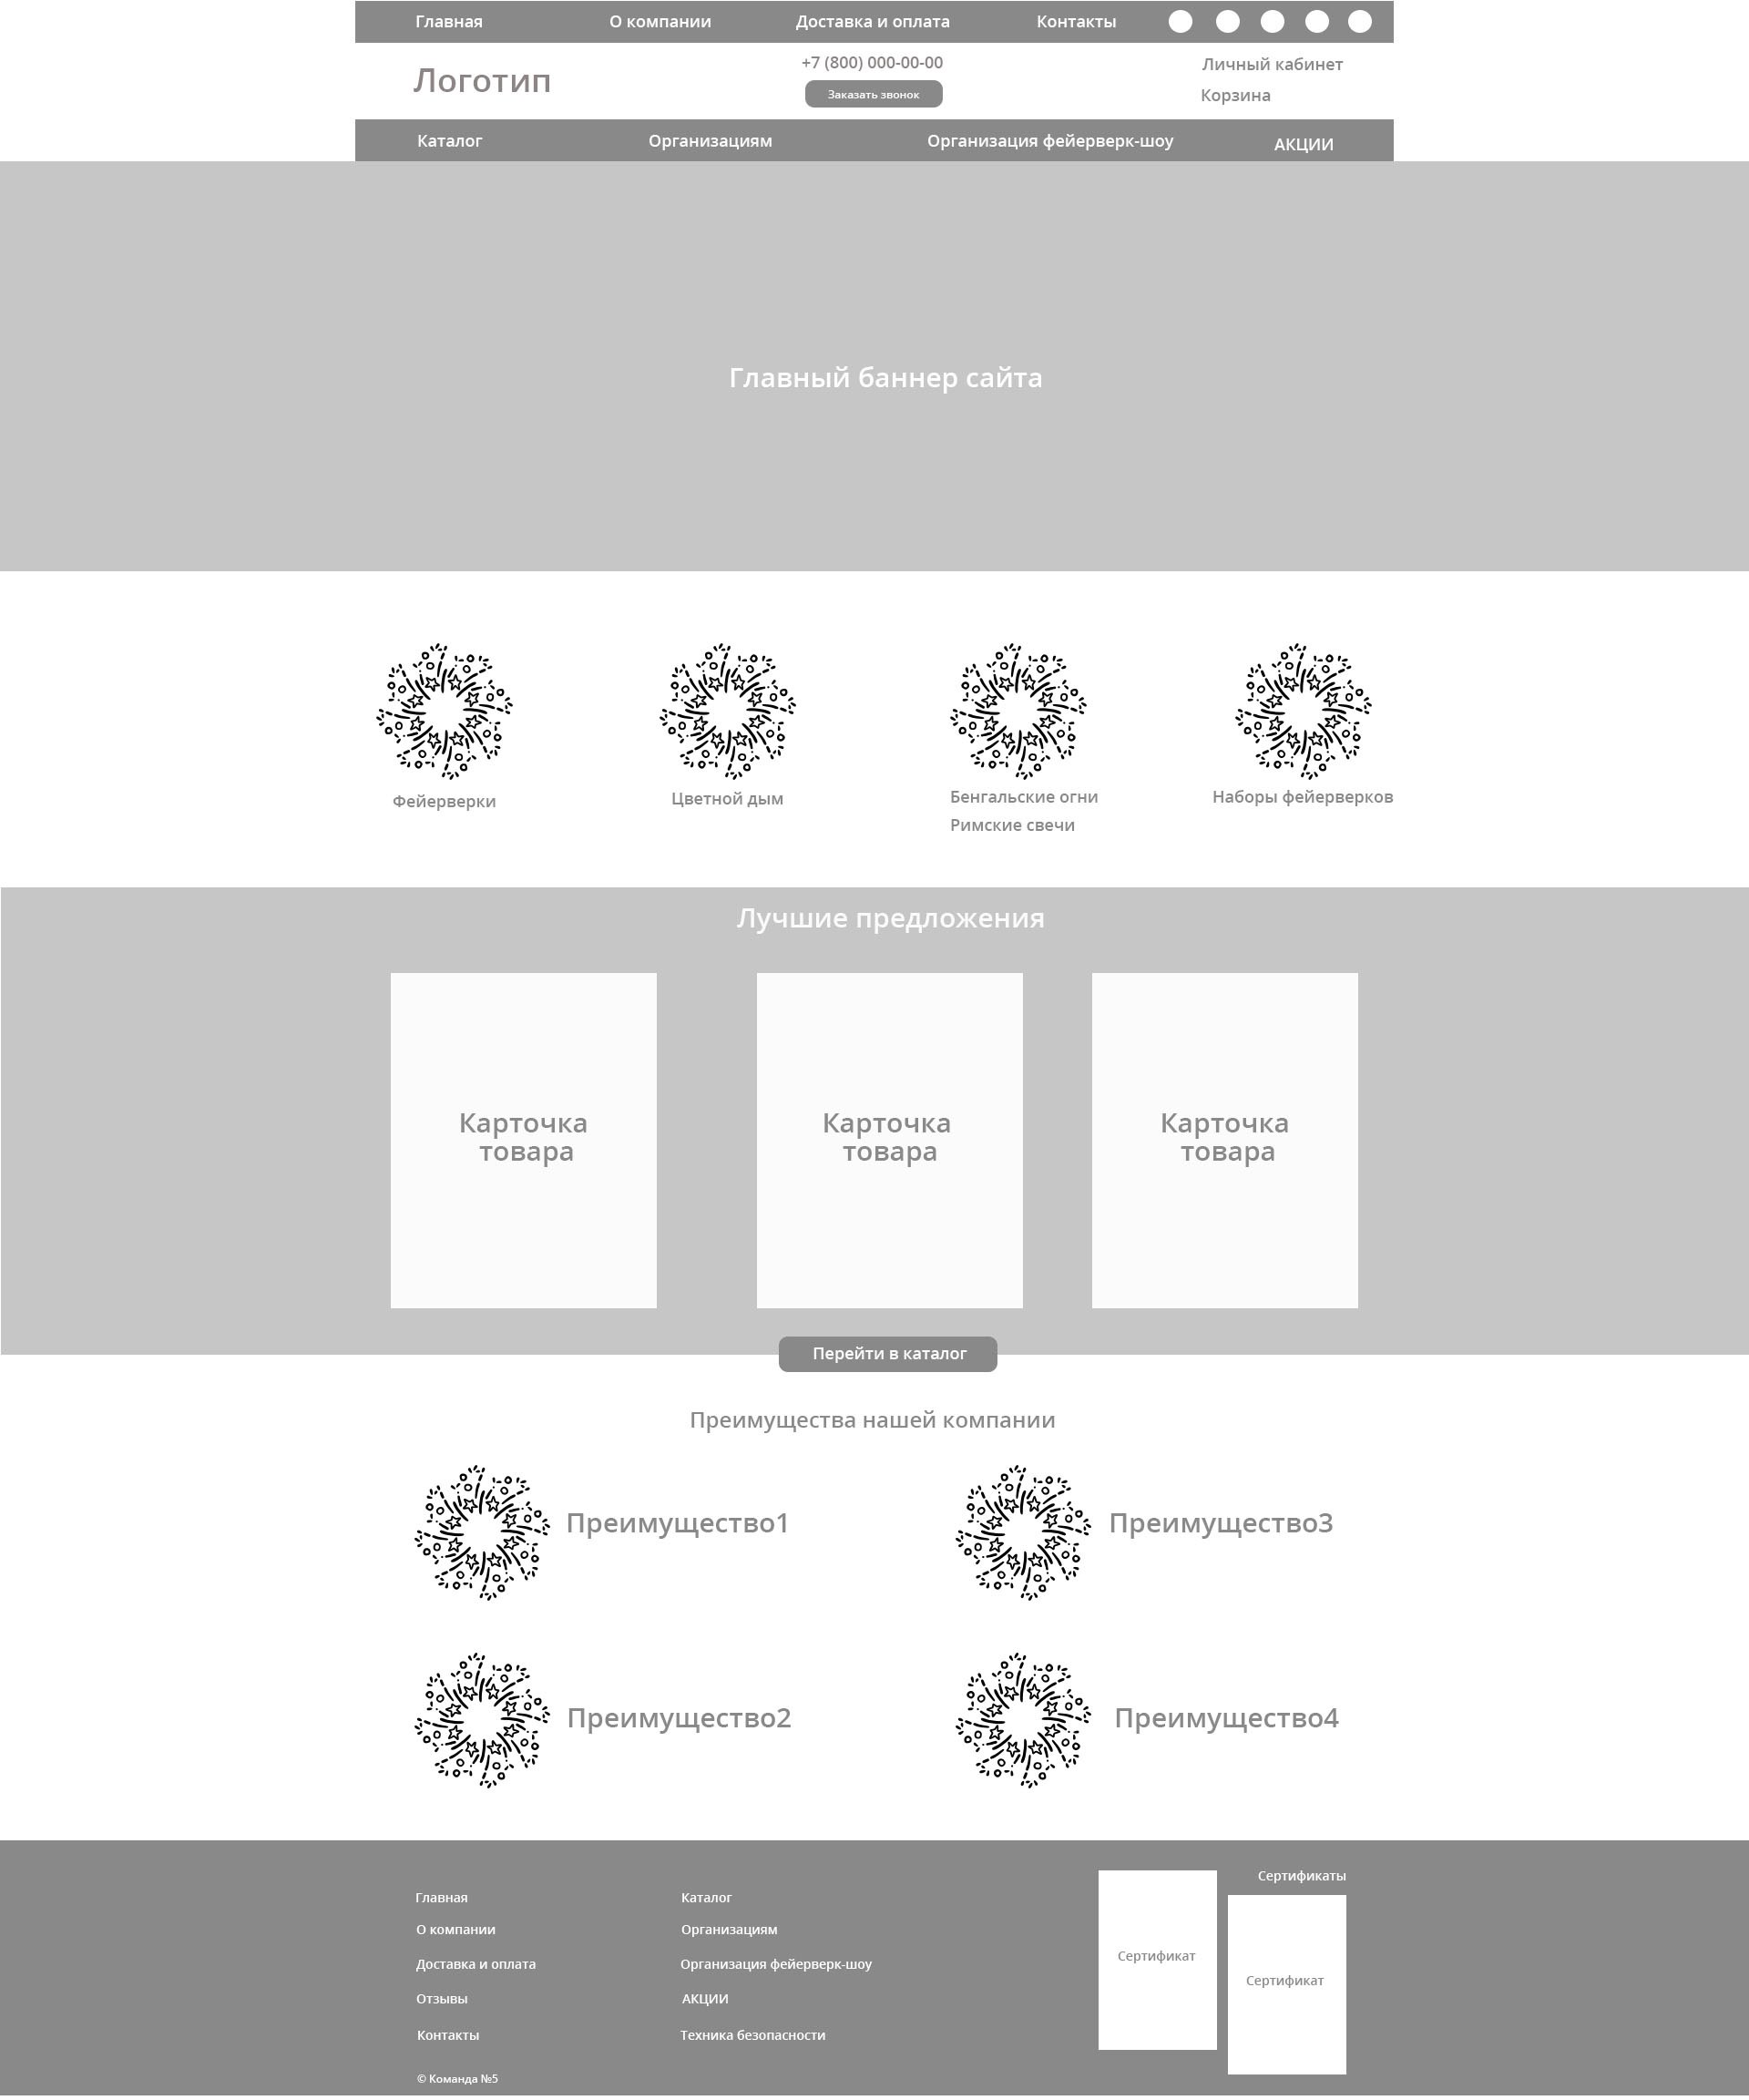 Главная
О компании
Доставка и оплата
Контакты
Логотип
+7 (800) 000-00-00
Заказать звонок
Личный кабинет
Корзина
Каталог
Организациям
Организация фейерверк-шоу
АКЦИИ
Главный баннер сайта
Фейерверки
Цветной дым
Бенгальские огни
Римские свечи
Наборы фейерверков
Лучшие предложения
Карточка
товара
Карточка
товара
Карточка
товара
Перейти в каталог
Преимущества нашей компании
Преимущество1
Преимущество3
Преимущество2
Преимущество4
Главная
О компании
Доставка и оплата
Отзывы
Контакты
© Команда №5
Каталог
Организациям
Организация фейерверк-шоу
АКЦИИ
Техника безопасности
Сертификаты
Сертификат
Сертификат